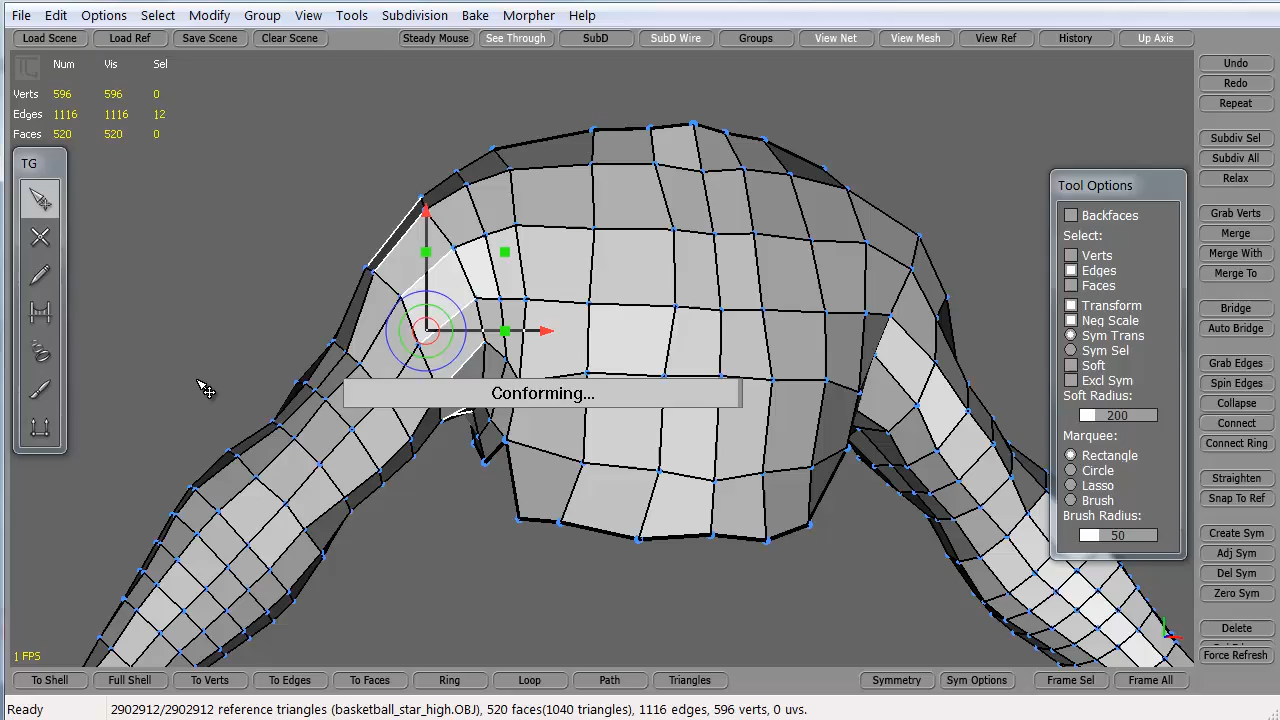 File Edit Options Select Modify Group View Tools Subdivision Bake Morpher Help
Load Scene Load Ref Save Scene Clear Scene Steady Mouse See Through SubD SubD Wire Groups View Net View Mesh View Ref History Up Axis
Num Vis Sel
Verts 596 596 0
Edges 1116 1116 12
Faces 520 520 0
TG
Conforming...
1 FPS
Tool Options
Backfaces
Select:
Verts
Edges
Faces
Transform
Neg Scale
Sym Trans
Sym Sel
Soft
Excl Sym
Soft Radius:
200
Marquee:
Rectangle
Circle
Lasso
Brush
Brush Radius:
50
Undo
Redo
Repeat
Subdiv Sel
Subdiv All
Relax
Grab Verts
Merge
Merge With
Merge To
Bridge
Auto Bridge
Grab Edges
Spin Edges
Collapse
Connect
Connect Ring
Straighten
Snap To Ref
Create Sym
Adj Sym
Del Sym
Zero Sym
Delete
Force Refresh
To Shell Full Shell To Verts To Edges To Faces Ring Loop Path Triangles Symmetry Sym Options Frame Sel Frame All
Ready 2902912/2902912 reference triangles (basketball_star_high.OBJ), 520 faces(1040 triangles), 1116 edges, 596 verts, 0 uvs.